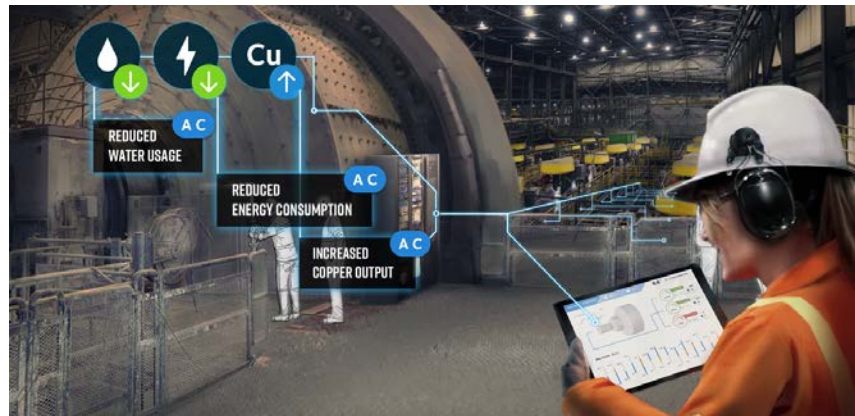 Cu
A C
REDUCED
WATER USAGE
A C
REDUCED
ENERGY CONSUMPTION
A C
INCREASED
COPPER OUTPUT